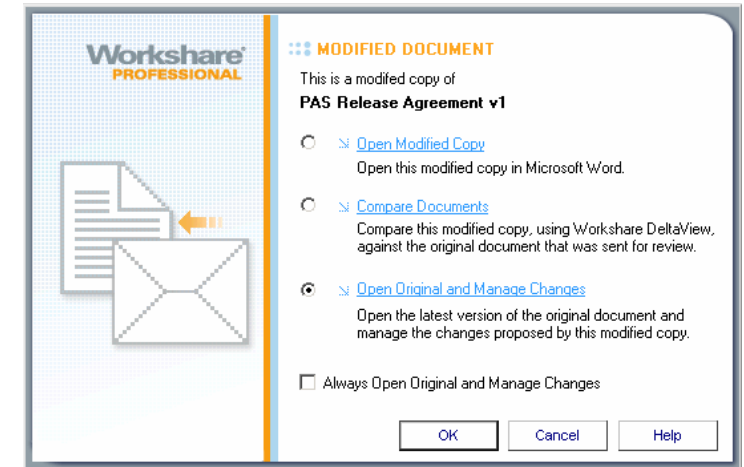 Workshare
PROFESSIONAL
MODIFIED DOCUMENT
This is a modifed copy of
PAS Release Agreement v1
Open Modified Copy
Open this modified copy in Microsoft Word.
Compare Documents
Compare this modified copy, using Workshare DeltaView,
against the original document that was sent for review.
Open Original and Manage Changes
Open the latest version of the original document and
manage the changes proposed by this modified copy.
Always Open Original and Manage Changes
OK Cancel Help